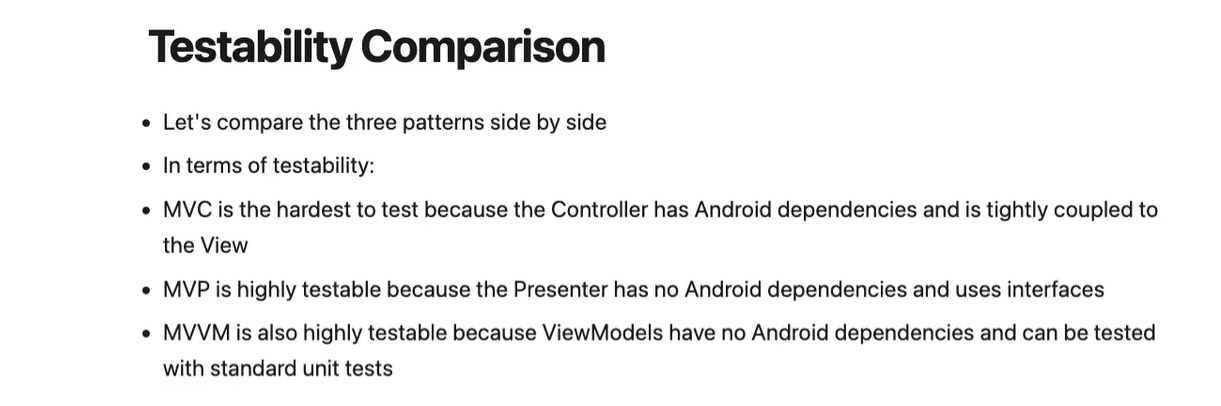 Testability Comparison
• Let's compare the three patterns side by side
• In terms of testability:
• MVC is the hardest to test because the Controller has Android dependencies and is tightly coupled to
the View
• MVP is highly testable because the Presenter has no Android dependencies and uses interfaces
• MVVM is also highly testable because ViewModels have no Android dependencies and can be tested
with standard unit tests